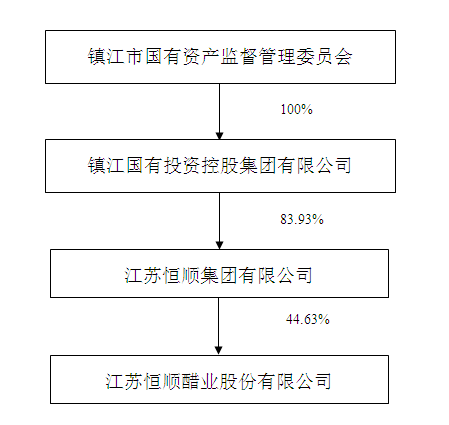 镇江市国有资产监督管理委员会
100%
镇江国有投资控股集团有限公司
83.93%
江苏恒顺集团有限公司
44.63%
江苏恒顺醋业股份有限公司